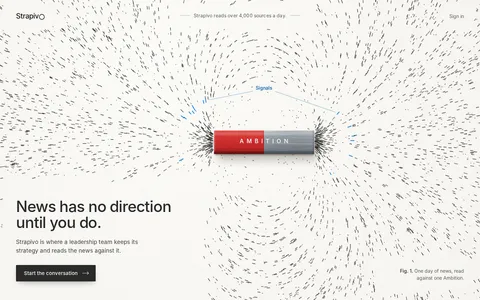 Strapivo
Strapivo reads over 4,000 sources a day.
Sign in
Signals
AMBITION
News has no direction
until you do.
Strapivo is where a leadership team keeps its
strategy and reads the news against it.
Start the conversation
Fig. 1. One day of news, read
against one Ambition.